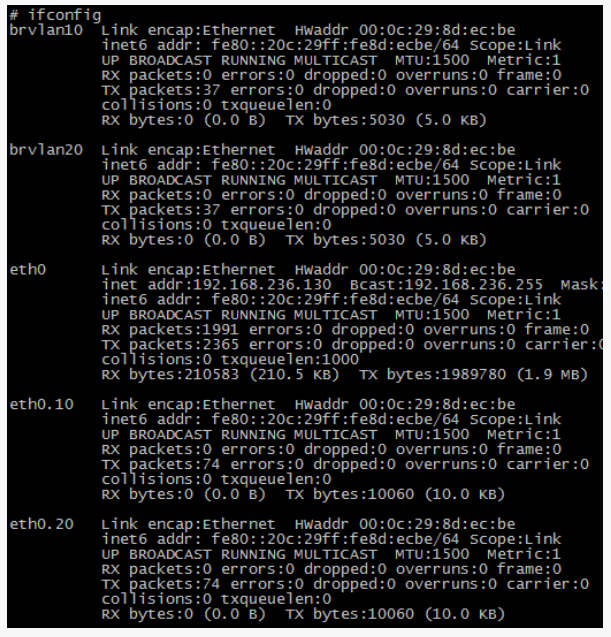 # ifconfig
brvlan10 Link encap:Ethernet HWaddr 00:0c:29:8d:ec:be
inet6 addr: fe80::20c:29ff:fe8d:ecbe/64 Scope:Link
UP BROADCAST RUNNING MULTICAST MTU:1500 Metric:1
RX packets:0 errors:0 dropped:0 overruns:0 frame:0
TX packets:37 errors:0 dropped:0 overruns:0 carrier:0
collisions:0 txqueuelen:0
RX bytes:0 (0.0 B) TX bytes:5030 (5.0 KB)
brvlan20 Link encap:Ethernet HWaddr 00:0c:29:8d:ec:be
inet6 addr: fe80::20c:29ff:fe8d:ecbe/64 Scope:Link
UP BROADCAST RUNNING MULTICAST MTU:1500 Metric:1
RX packets:0 errors:0 dropped:0 overruns:0 frame:0
TX packets:37 errors:0 dropped:0 overruns:0 carrier:0
collisions:0 txqueuelen:0
RX bytes:0 (0.0 B) TX bytes:5030 (5.0 KB)
eth0 Link encap:Ethernet HWaddr 00:0c:29:8d:ec:be
inet addr:192.168.236.130 Bcast:192.168.236.255 Mask:
inet6 addr: fe80::20c:29ff:fe8d:ecbe/64 Scope:Link
UP BROADCAST RUNNING MULTICAST MTU:1500 Metric:1
RX packets:1991 errors:0 dropped:0 overruns:0 frame:0
TX packets:2365 errors:0 dropped:0 overruns:0 carrier:0
collisions:0 txqueuelen:1000
RX bytes:210583 (210.5 KB) TX bytes:1989780 (1.9 MB)
eth0.10 Link encap:Ethernet HWaddr 00:0c:29:8d:ec:be
inet6 addr: fe80::20c:29ff:fe8d:ecbe/64 Scope:Link
UP BROADCAST RUNNING MULTICAST MTU:1500 Metric:1
RX packets:0 errors:0 dropped:0 overruns:0 frame:0
TX packets:74 errors:0 dropped:0 overruns:0 carrier:0
collisions:0 txqueuelen:0
RX bytes:0 (0.0 B) TX bytes:10060 (10.0 KB)
eth0.20 Link encap:Ethernet HWaddr 00:0c:29:8d:ec:be
inet6 addr: fe80::20c:29ff:fe8d:ecbe/64 Scope:Link
UP BROADCAST RUNNING MULTICAST MTU:1500 Metric:1
RX packets:0 errors:0 dropped:0 overruns:0 frame:0
TX packets:74 errors:0 dropped:0 overruns:0 carrier:0
collisions:0 txqueuelen:0
RX bytes:0 (0.0 B) TX bytes:10060 (10.0 KB)